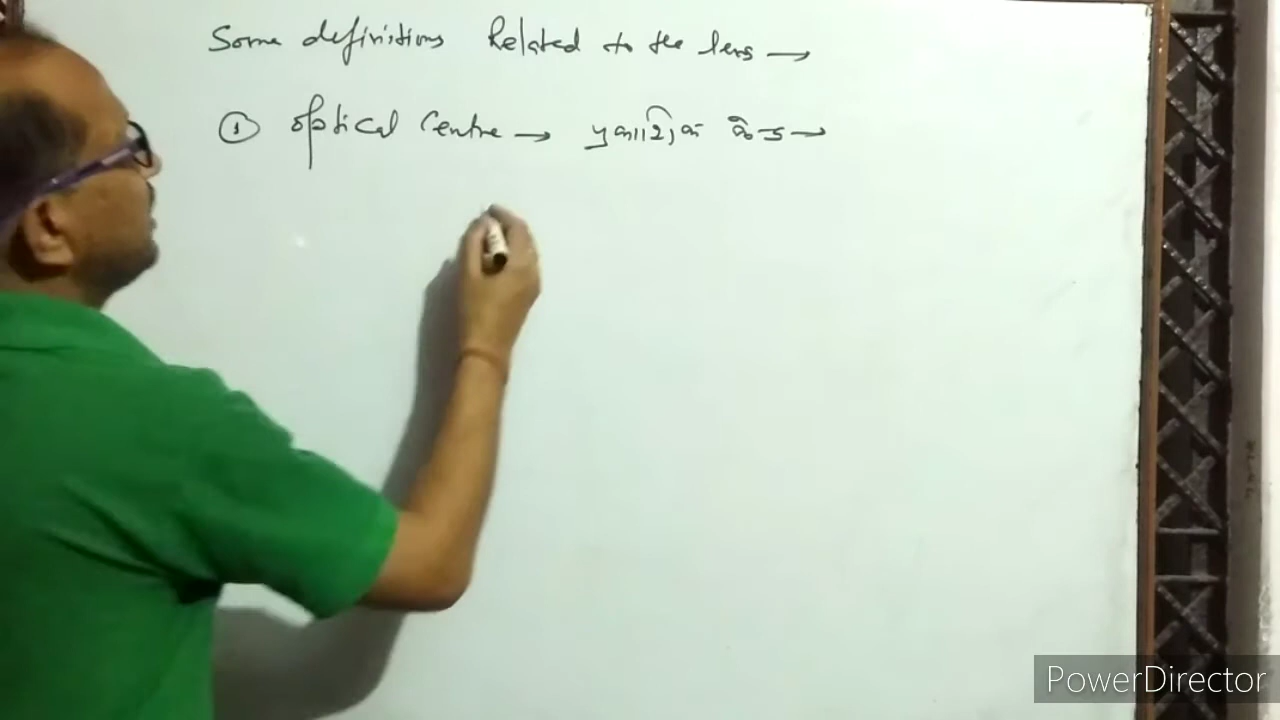 Some definitions Related to the lens →
① optical Centre → प्रकाशिक केन्द्र →
PowerDirector